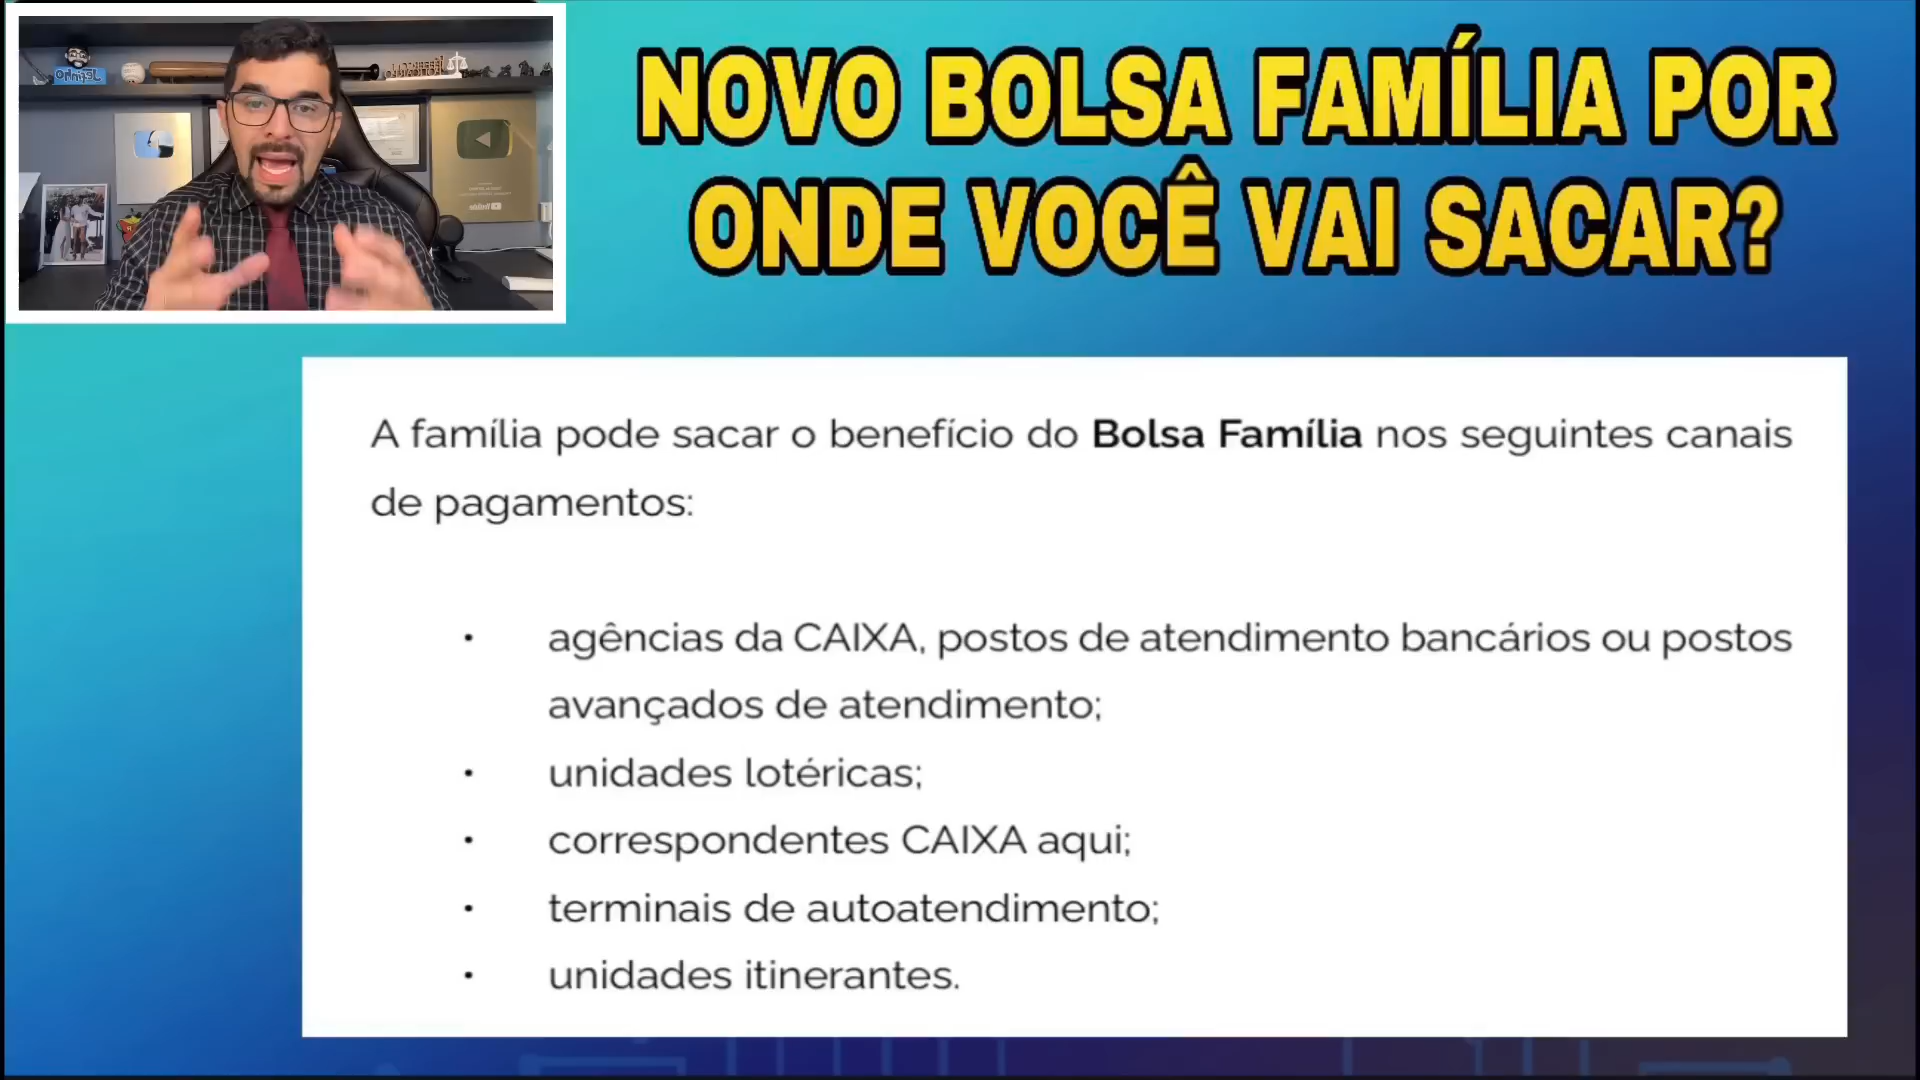 NOVO BOLSA FAMÍLIA POR
ONDE VOCÊ VAI SACAR?
A família pode sacar o benefício do Bolsa Família nos seguintes canais
de pagamentos:
• agências da CAIXA, postos de atendimento bancários ou postos
avançados de atendimento;
• unidades lotéricas;
• correspondentes CAIXA aqui;
• terminais de autoatendimento;
• unidades itinerantes.